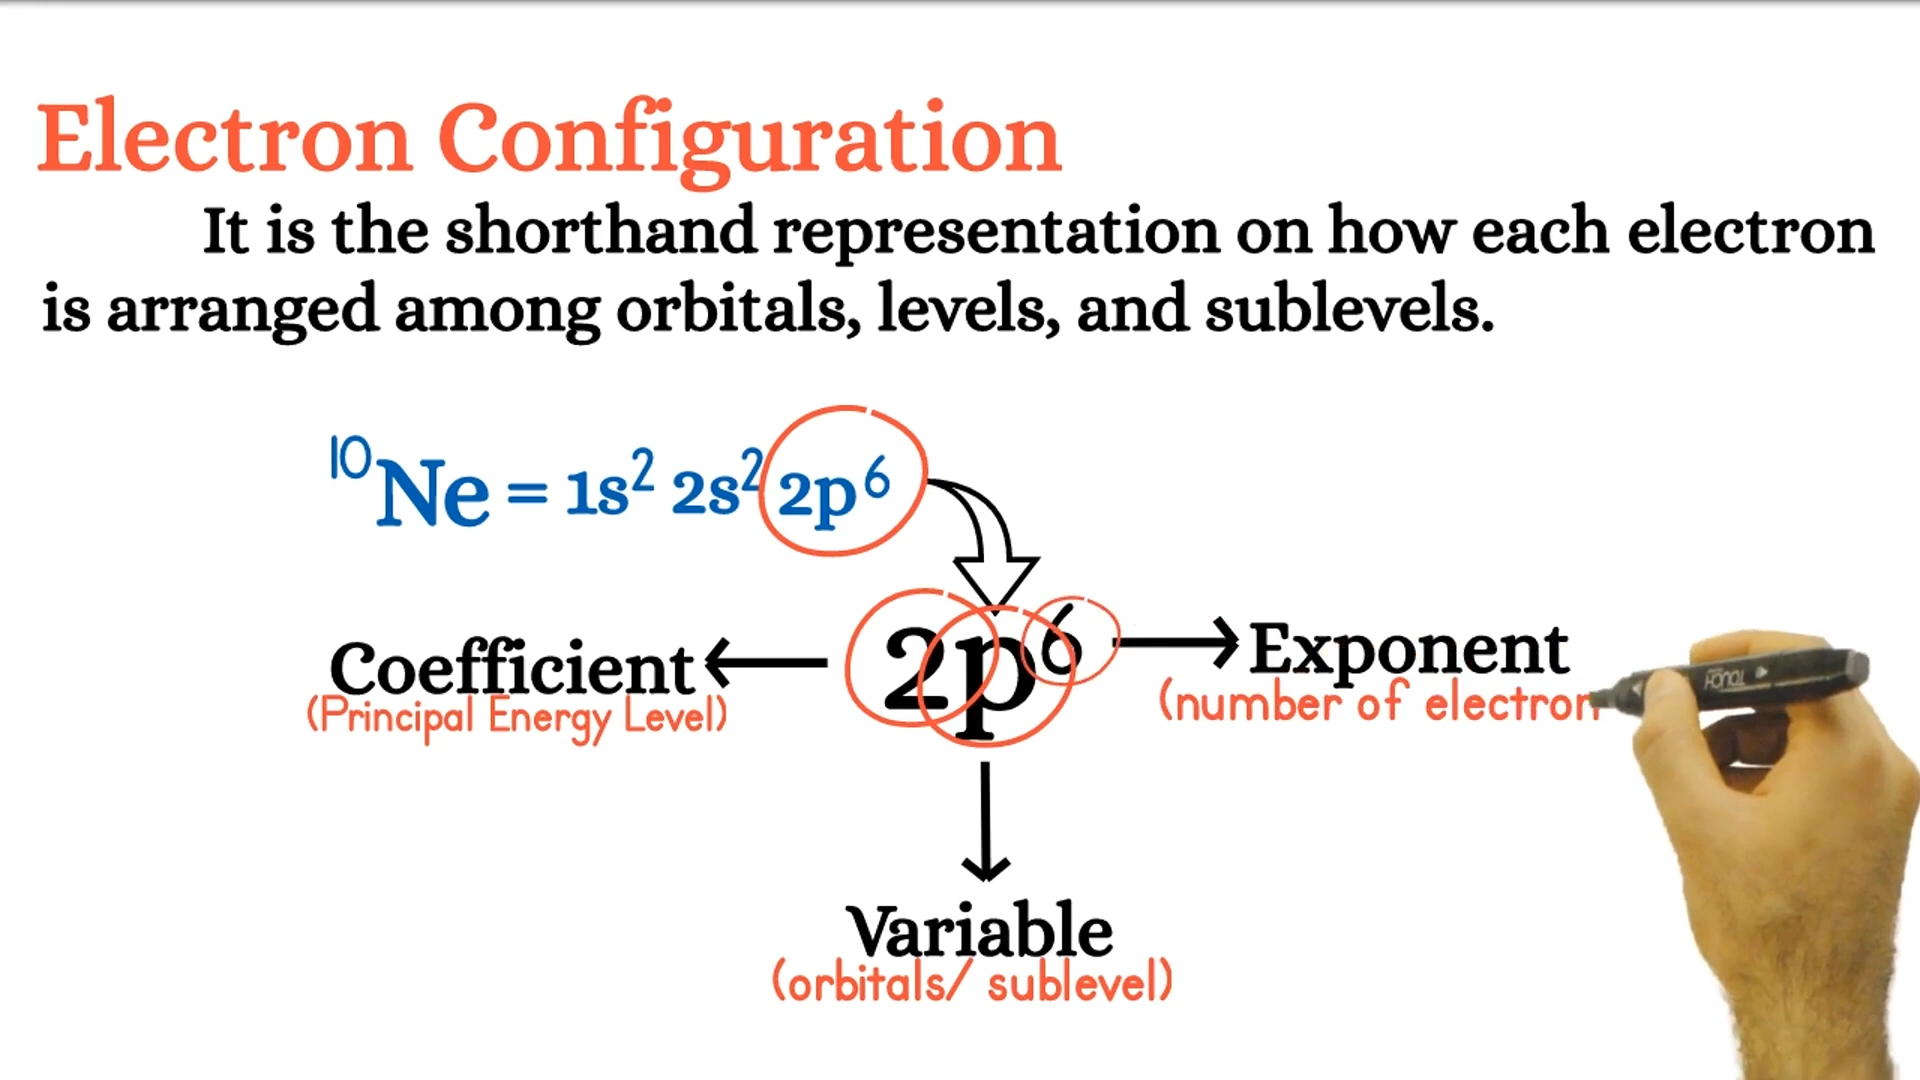 Electron Configuration
It is the shorthand representation on how each electron
is arranged among orbitals, levels, and sublevels.
¹⁰Ne = 1s² 2s² 2p⁶
2p⁶
Coefficient
(Principal Energy Level)
Exponent
(number of electron
TOUCH
Variable
(orbitals/ sublevel)